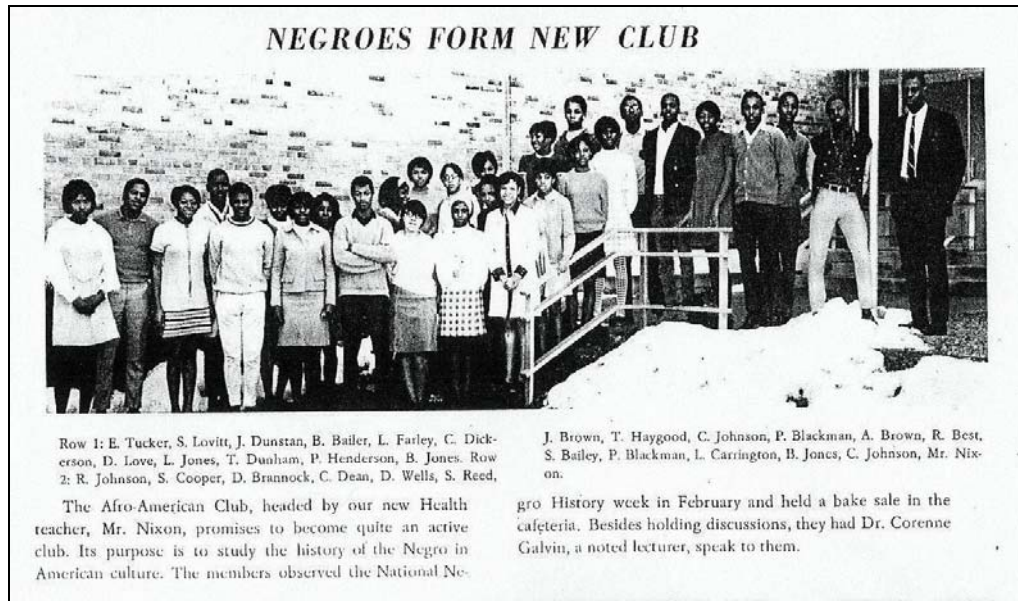 NEGROES FORM NEW CLUB
Row 1: E. Tucker, S. Lovitt, J. Dunstan, B. Bailer, L. Farley, C. Dick-
erson, D. Love, L. Jones, T. Dunham, P. Henderson, B. Jones. Row
2: R. Johnson, S. Cooper, D. Brannock, C. Dean, D. Wells, S. Reed,
J. Brown, T. Haygood, C. Johnson, P. Blackman, A. Brown, R. Best,
S. Bailey, P. Blackman, L. Carrington, B. Jones, C. Johnson, Mr. Nix-
on.
The Afro-American Club, headed by our new Health
teacher, Mr. Nixon, promises to become quite an active
club. Its purpose is to study the history of the Negro in
American culture. The members observed the National Ne-
gro History week in February and held a bake sale in the
cafeteria. Besides holding discussions, they had Dr. Corenne
Galvin, a noted lecturer, speak to them.